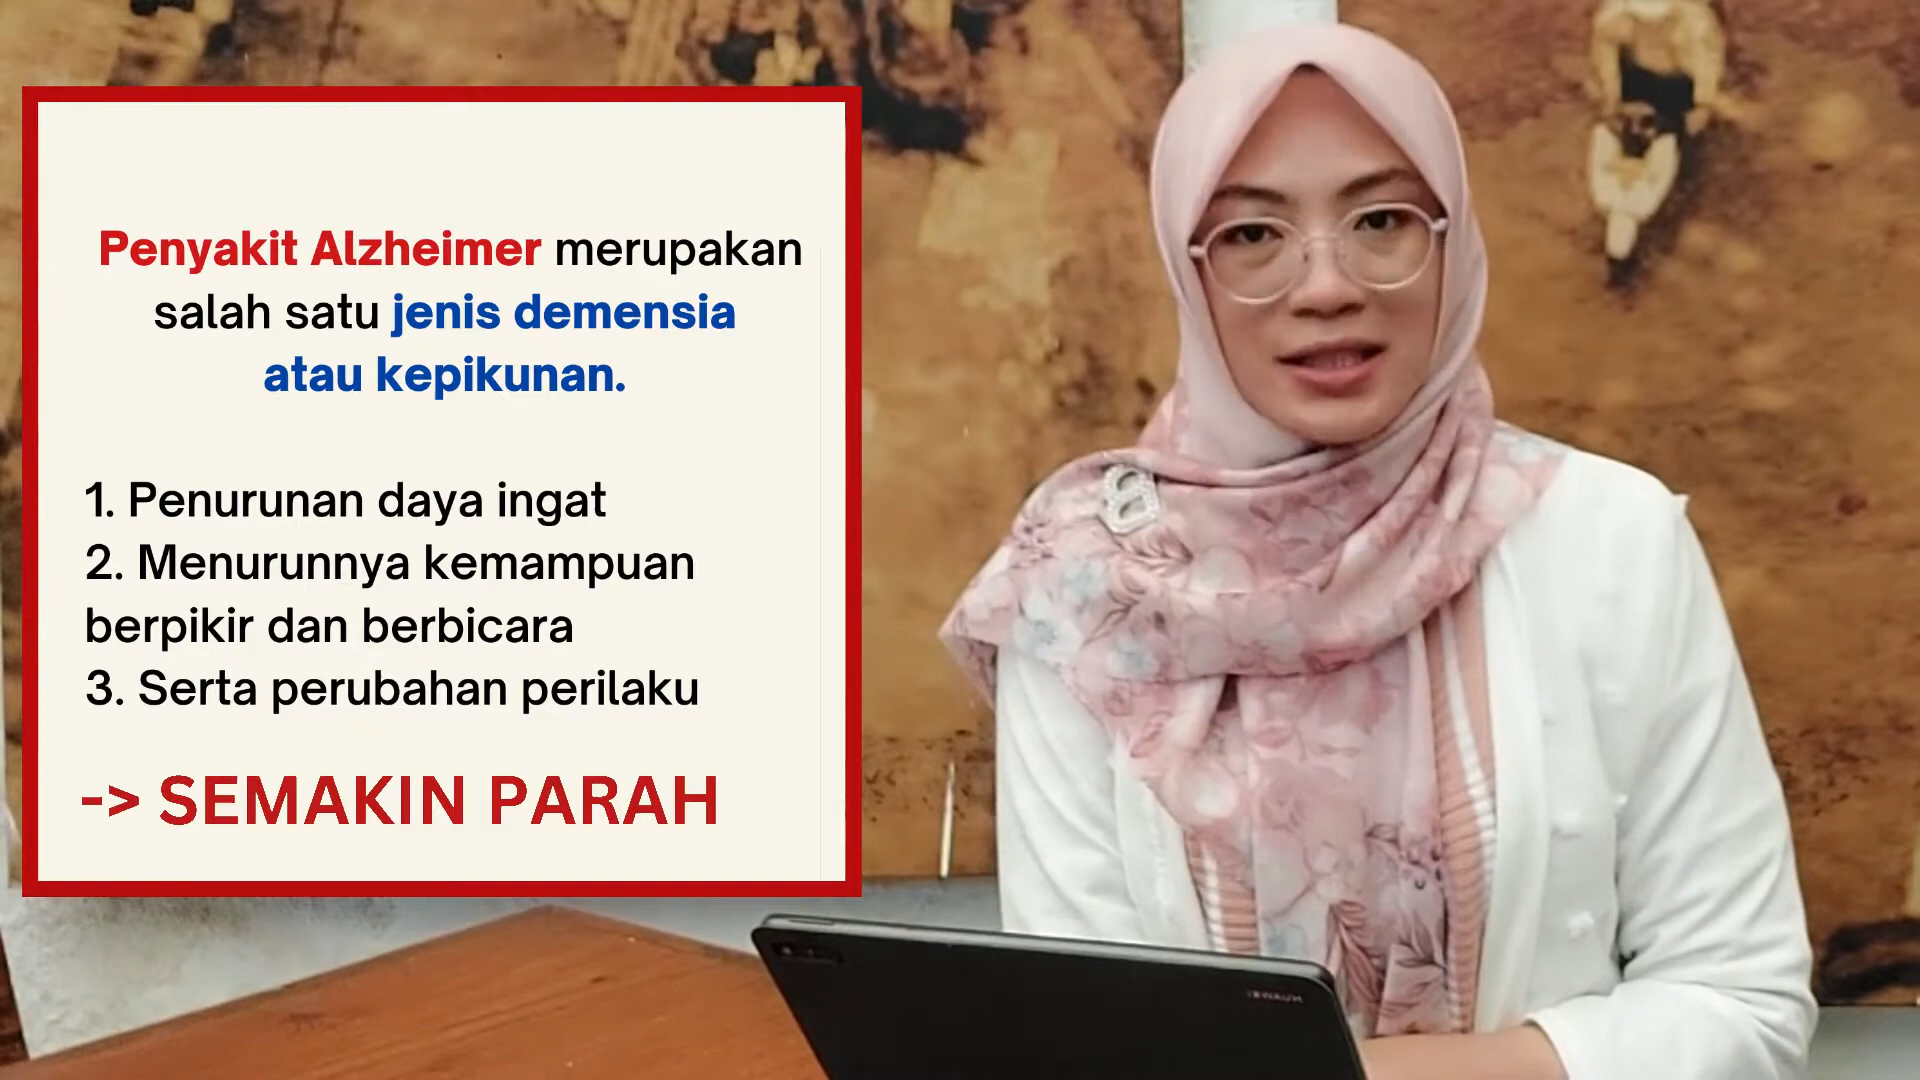 Penyakit Alzheimer merupakan
salah satu jenis demensia
atau kepikunan.
1. Penurunan daya ingat
2. Menurunnya kemampuan
berpikir dan berbicara
3. Serta perubahan perilaku
-> SEMAKIN PARAH
HUAWEI